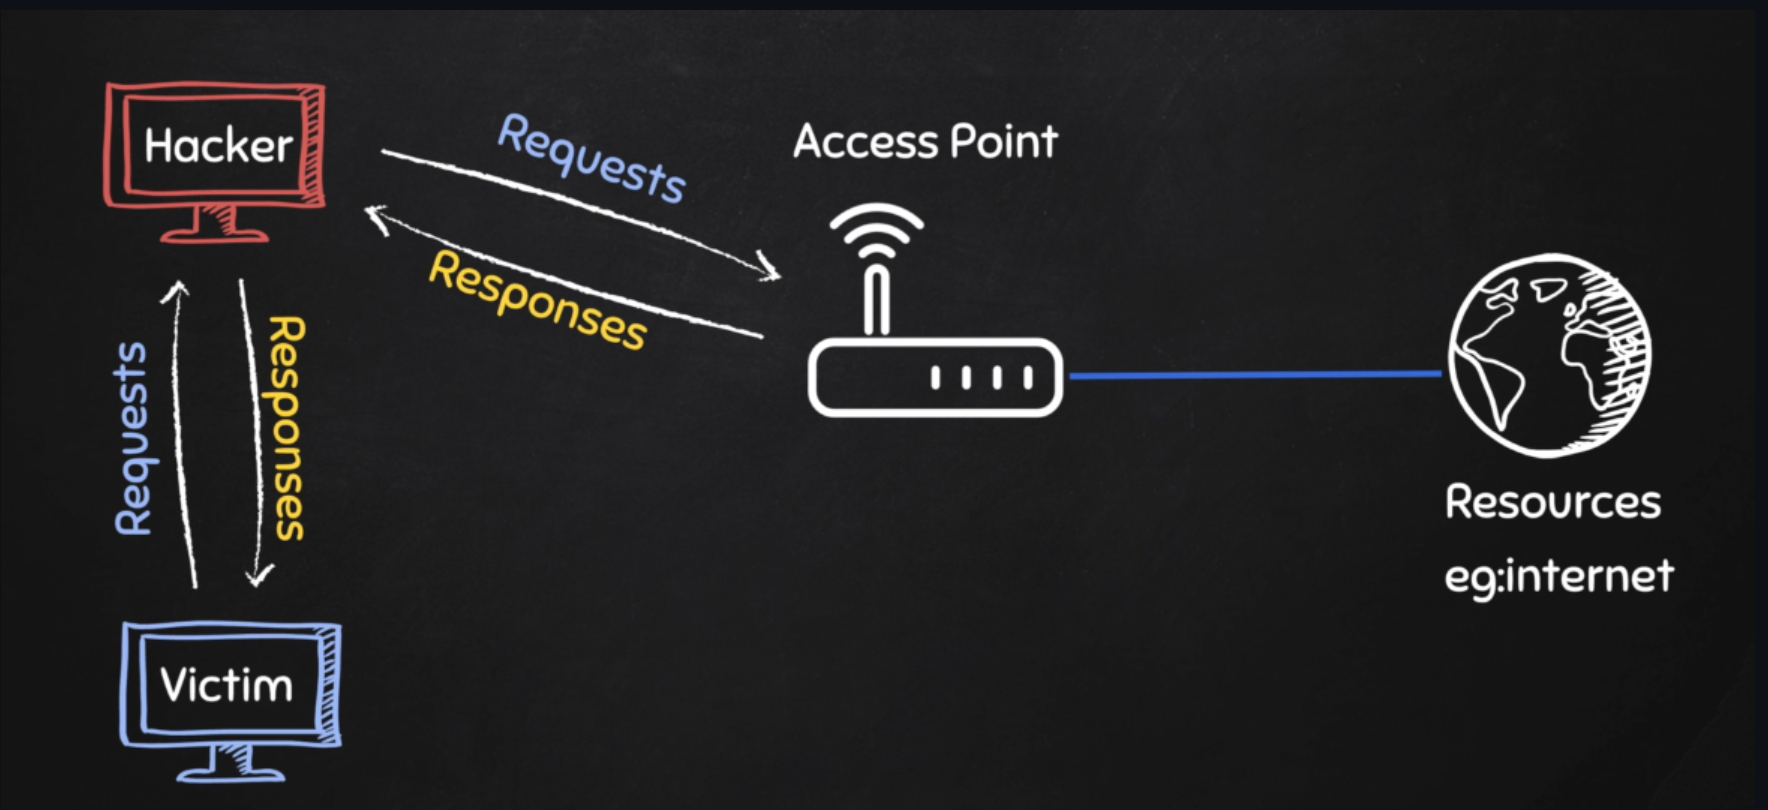 Hacker
Requests
Access Point
Responses
Requests
Responses
Resources
eg:internet
Victim